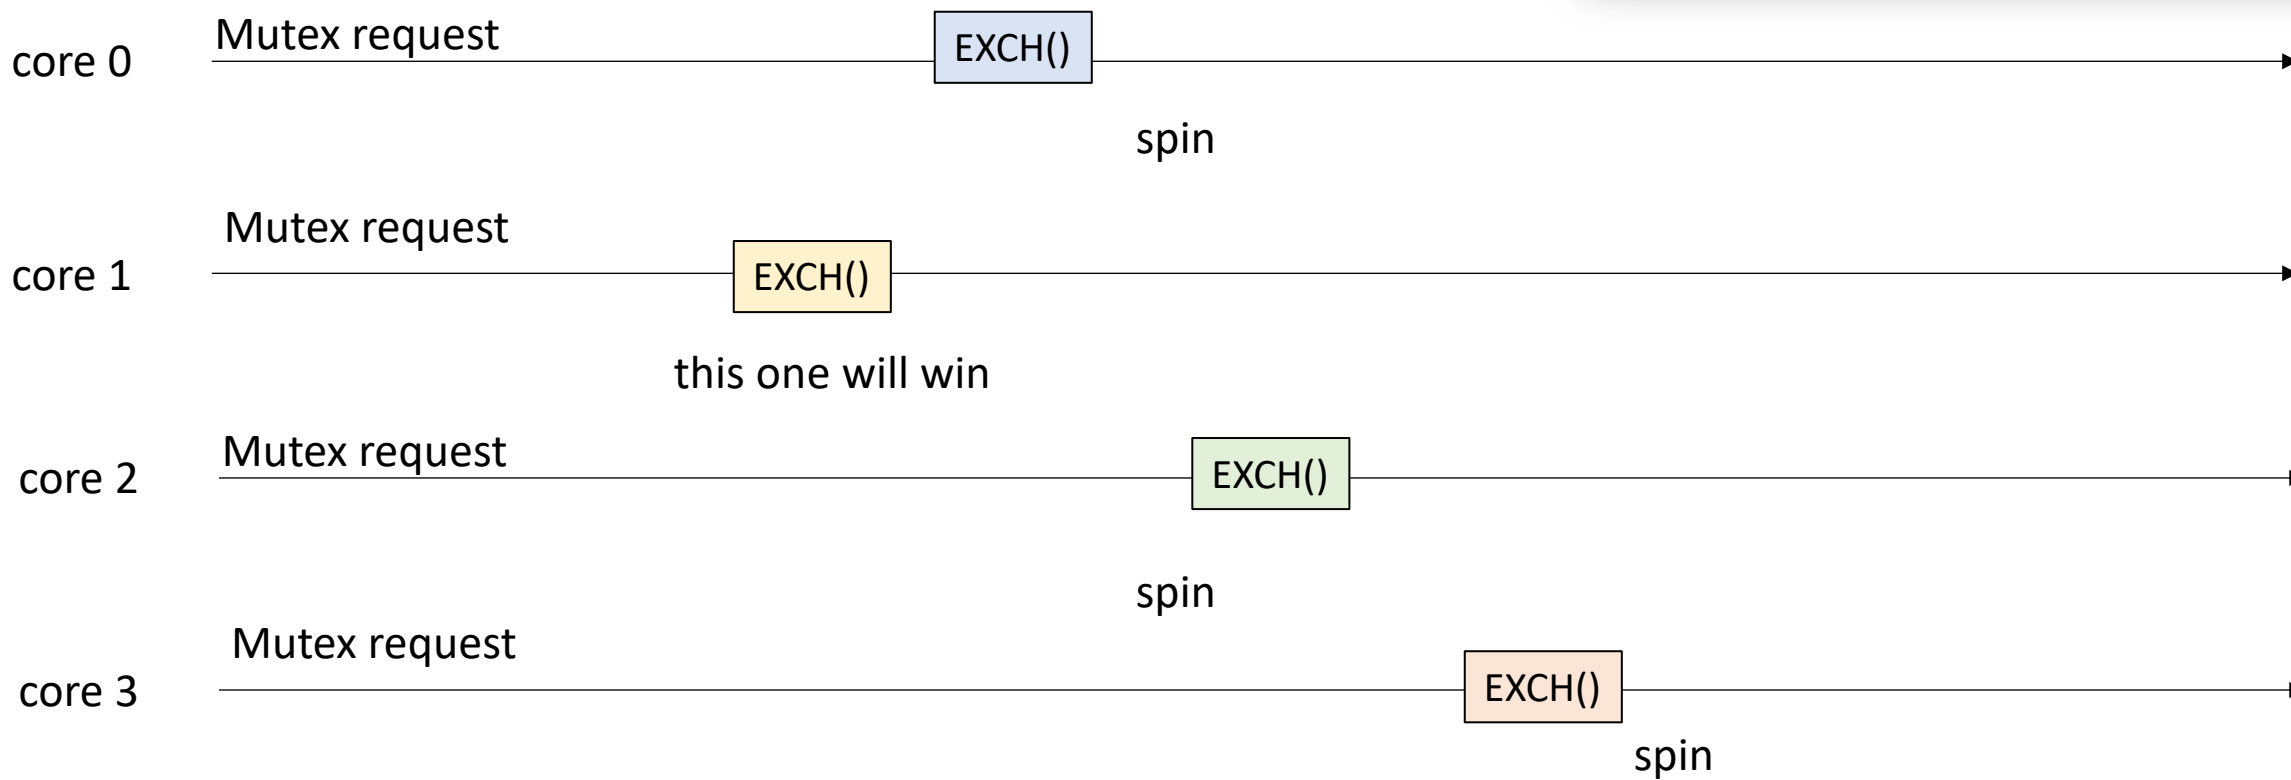 Mutex request
core 0
EXCH()
spin
Mutex request
core 1
EXCH()
this one will win
Mutex request
core 2
EXCH()
spin
Mutex request
core 3
EXCH()
spin